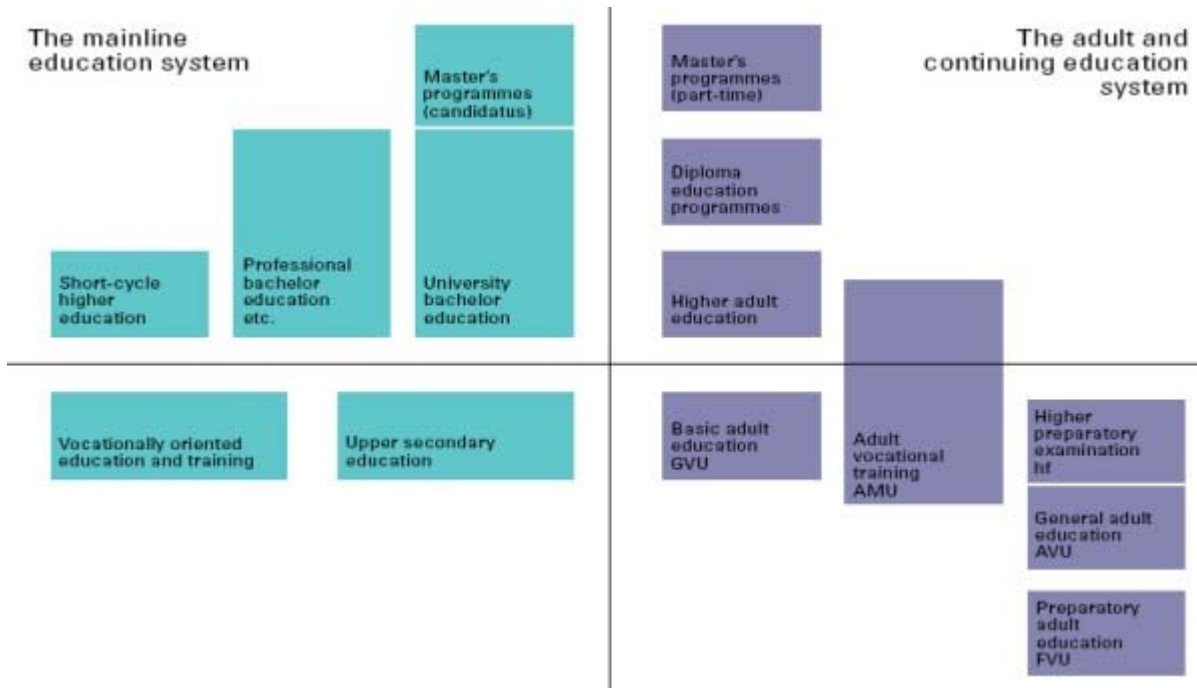 The mainline
education system
Master's
programmes
(candidatus)
Professional
bachelor
education
etc.
University
bachelor
education
Short-cycle
higher
education
Vocationally oriented
education and training
Upper secondary
education
The adult and
continuing education
system
Master's
programmes
(part-time)
Diploma
education
programmes
Higher adult
education
Basic adult
education
GVU
Adult
vocational
training
AMU
Higher
preparatory
examination
hf
General adult
education
AVU
Preparatory
adult
education
FVU